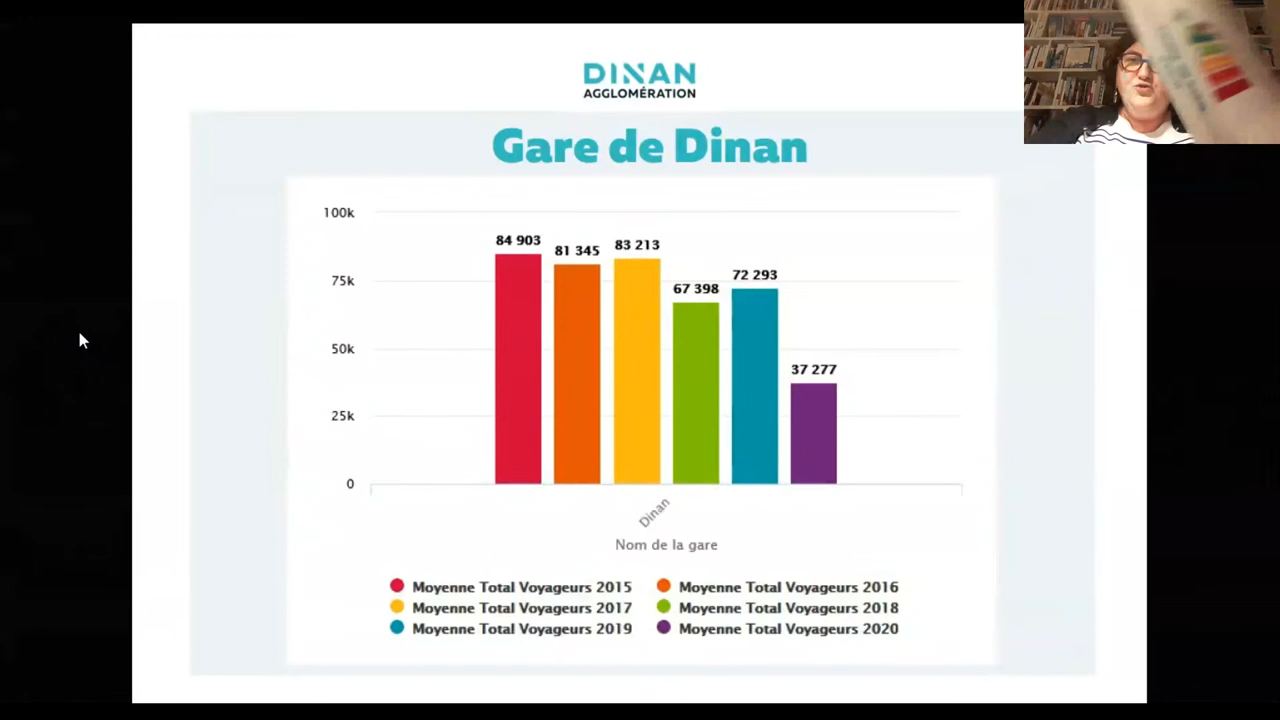 DINAN
AGGLOMÉRATION
Gare de Dinan
100k
75k
50k
25k
0
84 903
81 345
83 213
67 398
72 293
37 277
Dinan
Nom de la gare
Moyenne Total Voyageurs 2015
Moyenne Total Voyageurs 2016
Moyenne Total Voyageurs 2017
Moyenne Total Voyageurs 2018
Moyenne Total Voyageurs 2019
Moyenne Total Voyageurs 2020